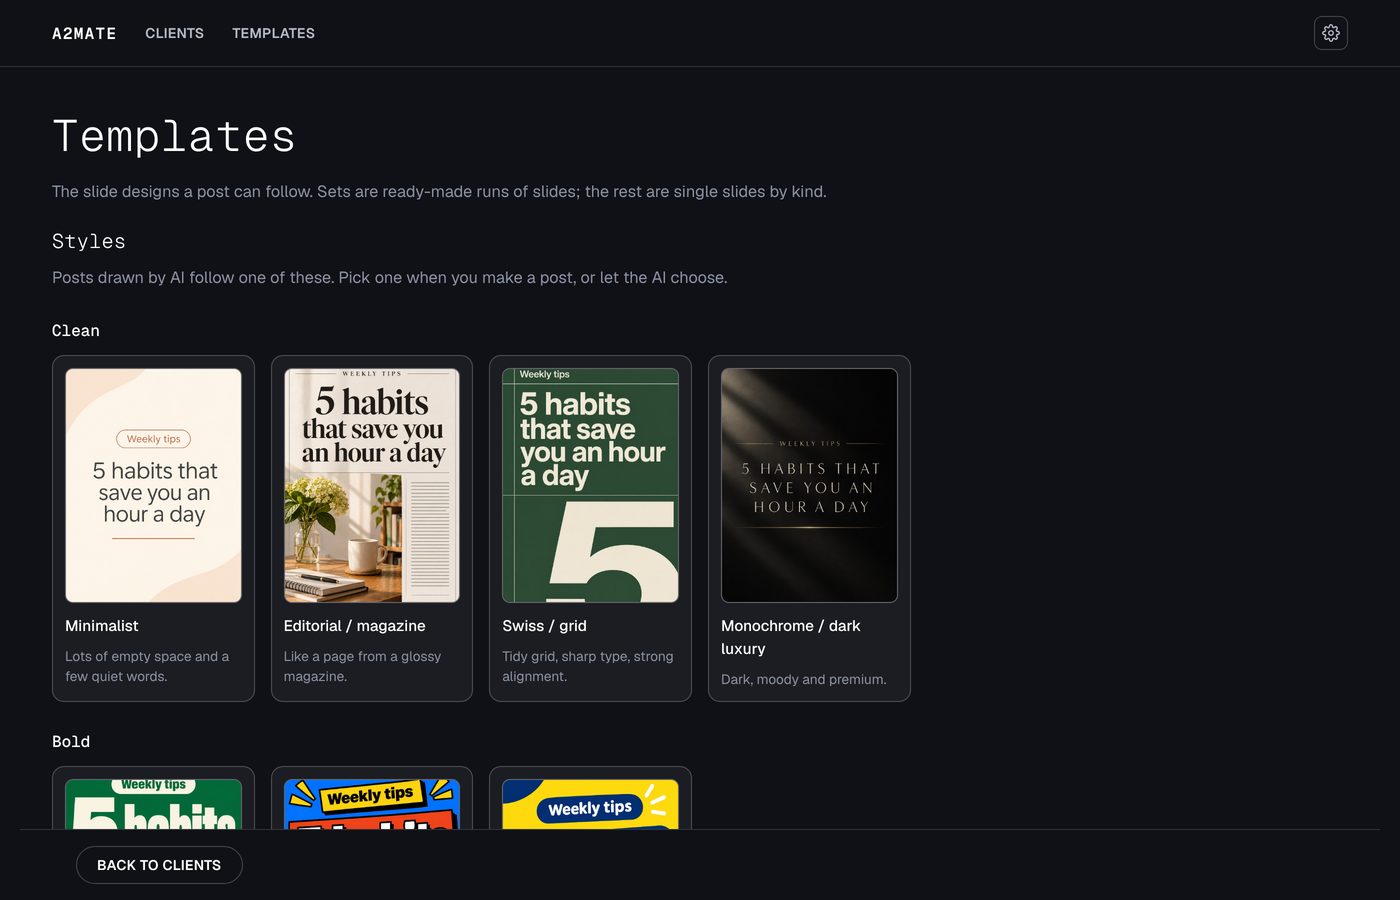 A2MATE CLIENTS TEMPLATES
Templates
The slide designs a post can follow. Sets are ready-made runs of slides; the rest are single slides by kind.
Styles
Posts drawn by AI follow one of these. Pick one when you make a post, or let the AI choose.
Clean
Weekly tips
5 habits that
save you an
hour a day
Minimalist
Lots of empty space and a
few quiet words.
WEEKLY TIPS
5 habits
that save you
an hour a day
Editorial / magazine
Like a page from a glossy
magazine.
Weekly tips
5 habits
that save
you an hour
a day
5
Swiss / grid
Tidy grid, sharp type, strong
alignment.
WEEKLY TIPS
5 HABITS THAT
SAVE YOU AN
HOUR A DAY
Monochrome / dark
luxury
Dark, moody and premium.
Bold
Weekly tips
5 habits
Weekly tips
Weekly tips
BACK TO CLIENTS